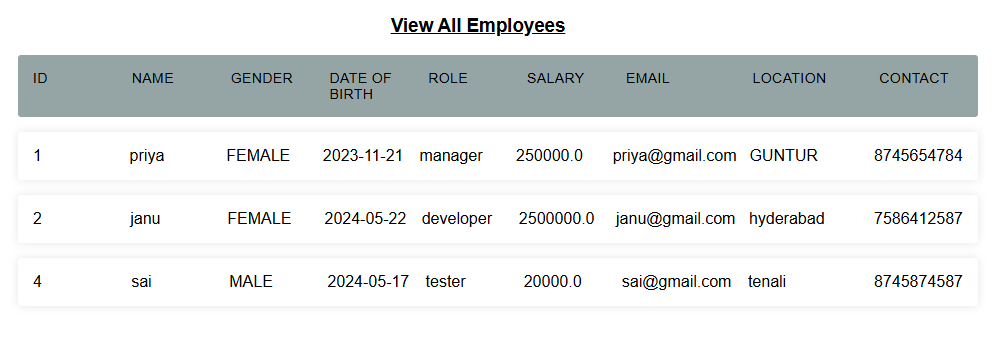 View All Employees
ID NAME GENDER DATE OF BIRTH ROLE SALARY EMAIL LOCATION CONTACT
1 priya FEMALE 2023-11-21 manager 250000.0 priya@gmail.com GUNTUR 8745654784
2 janu FEMALE 2024-05-22 developer 2500000.0 janu@gmail.com hyderabad 7586412587
4 sai MALE 2024-05-17 tester 20000.0 sai@gmail.com tenali 8745874587